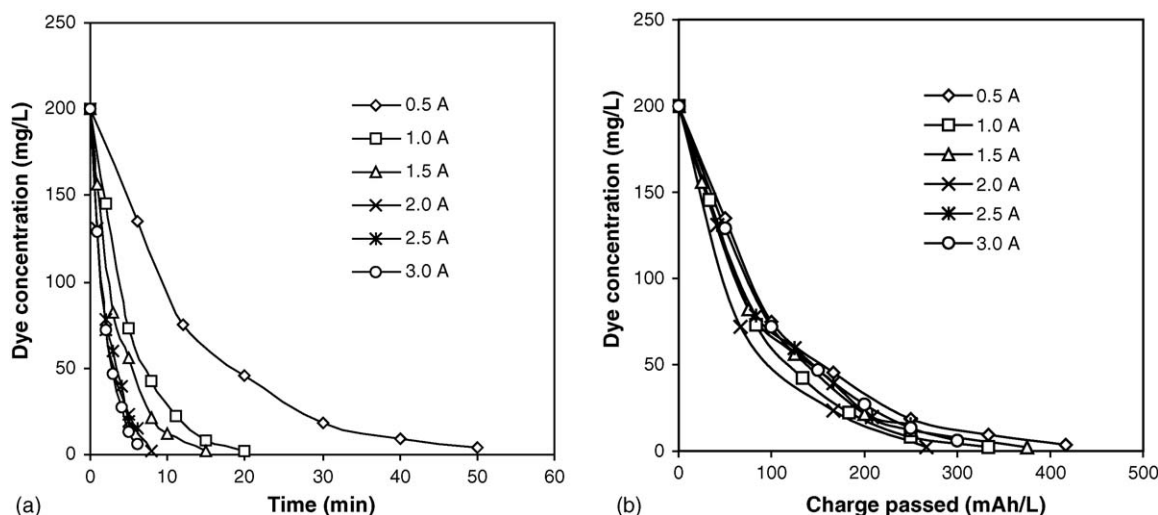 250
200
150
100
50
0
Dye concentration (mg/L)
0.5 A
1.0 A
1.5 A
2.0 A
2.5 A
3.0 A
0 10 20 30 40 50 60
(a) Time (min)
250
200
150
100
50
0
Dye concentration (mg/L)
0.5 A
1.0 A
1.5 A
2.0 A
2.5 A
3.0 A
0 100 200 300 400 500
(b) Charge passed (mAh/L)